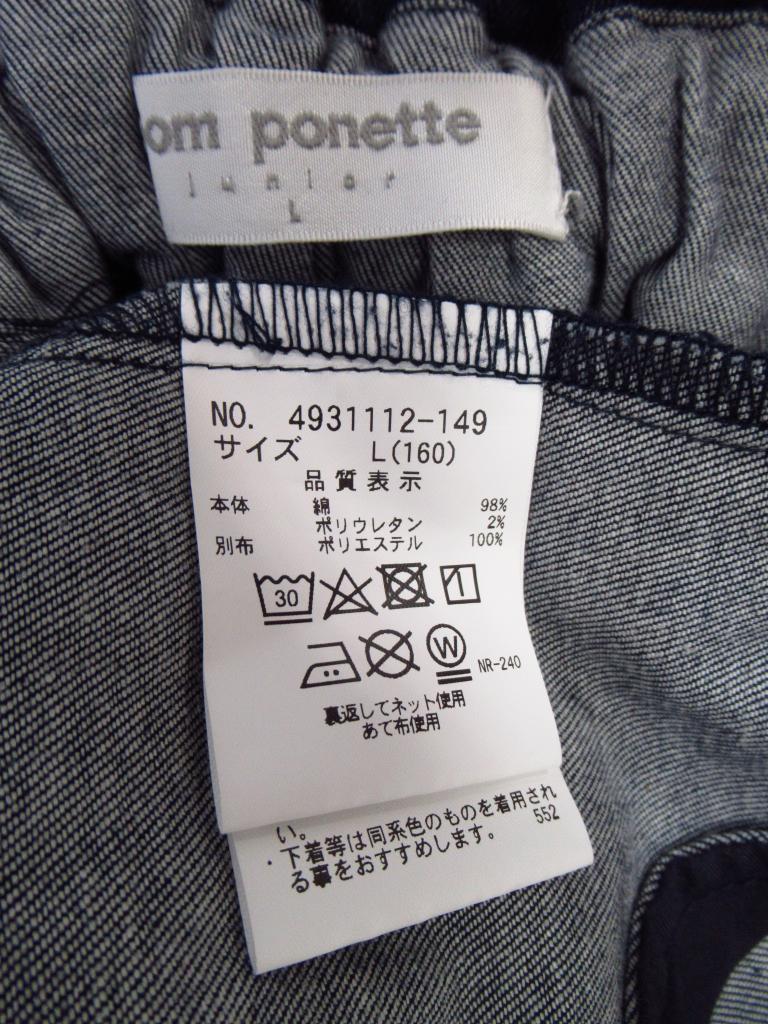 om ponette
junior
L
NO. 4931112-149
サイズ L(160)
品質表示
本体 綿 98%
ポリウレタン 2%
別布 ポリエステル 100%
30
1
W
NR-240
裏返してネット使用
あて布使用
い。
・下着等は同系色のものを着用され
る事をおすすめします。 552